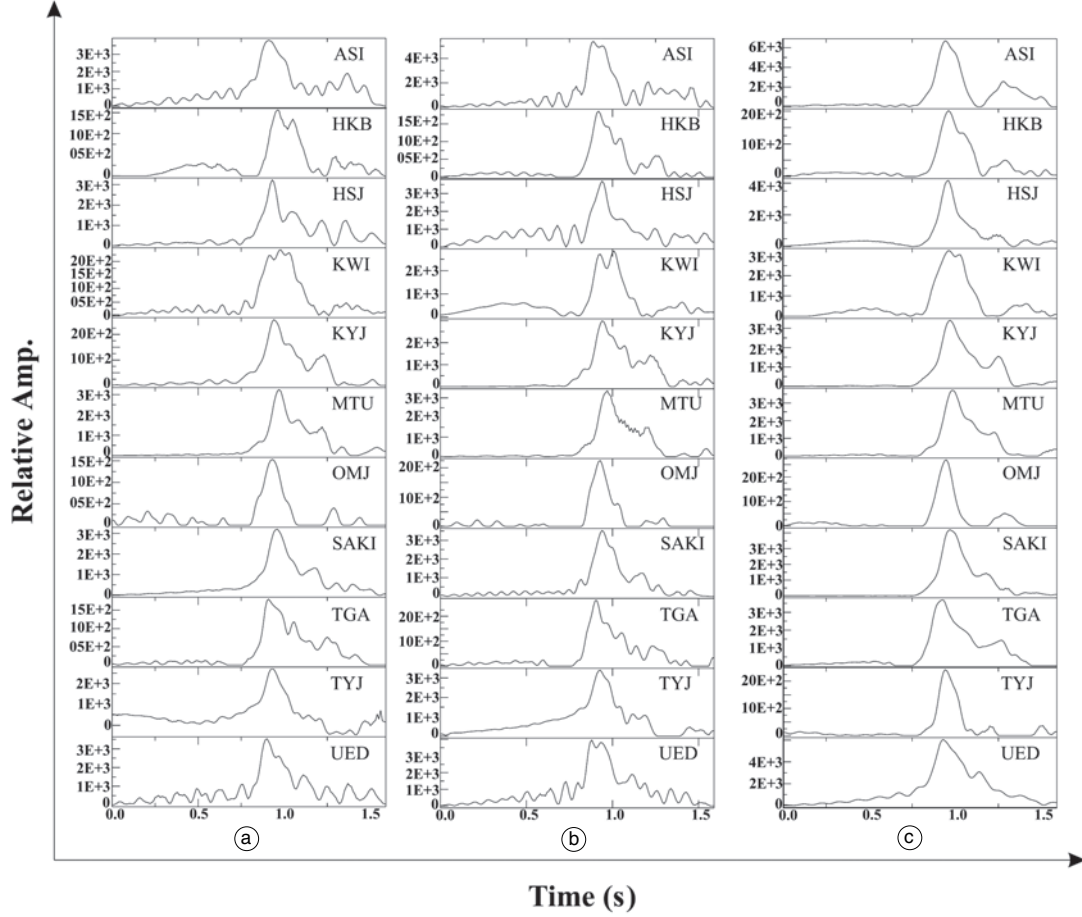 Relative Amp.
3E+3
2E+3
1E+3
0
ASI
15E+2
10E+2
05E+2
0
HKB
3E+3
1E+3
0
HSJ
20E+2
15E+2
10E+2
05E+2
0
KWI
20E+2
10E+2
0
KYJ
3E+3
1E+3
0
MTU
15E+2
10E+2
05E+2
0
OMJ
3E+3
1E+3
0
SAKI
15E+2
10E+2
05E+2
0
TGA
2E+3
1E+3
0
TYJ
3E+3
2E+3
1E+3
0
UED
0.0 0.5 1.0 1.5
a
4E+3
2E+3
0
ASI
15E+2
10E+2
05E+2
0
HKB
3E+3
1E+3
0
HSJ
2E+3
1E+3
0
KWI
2E+3
1E+3
0
KYJ
3E+3
2E+3
1E+3
0
MTU
20E+2
10E+2
0
OMJ
3E+3
2E+3
1E+3
0
SAKI
20E+2
10E+2
0
TGA
3E+3
1E+3
0
TYJ
3E+3
2E+3
1E+3
0
UED
0.0 0.5 1.0 1.5
b
6E+3
4E+3
2E+3
0
ASI
20E+2
10E+2
0
HKB
4E+3
2E+3
0
HSJ
3E+3
2E+3
1E+3
0
KWI
3E+3
2E+3
1E+3
0
KYJ
3E+3
2E+3
1E+3
0
MTU
20E+2
10E+2
0
OMJ
4E+3
3E+3
2E+3
1E+3
0
SAKI
3E+3
2E+3
1E+3
0
TGA
20E+2
10E+2
0
TYJ
4E+3
2E+3
0
UED
0.0 0.5 1.0 1.5
c
Time (s)